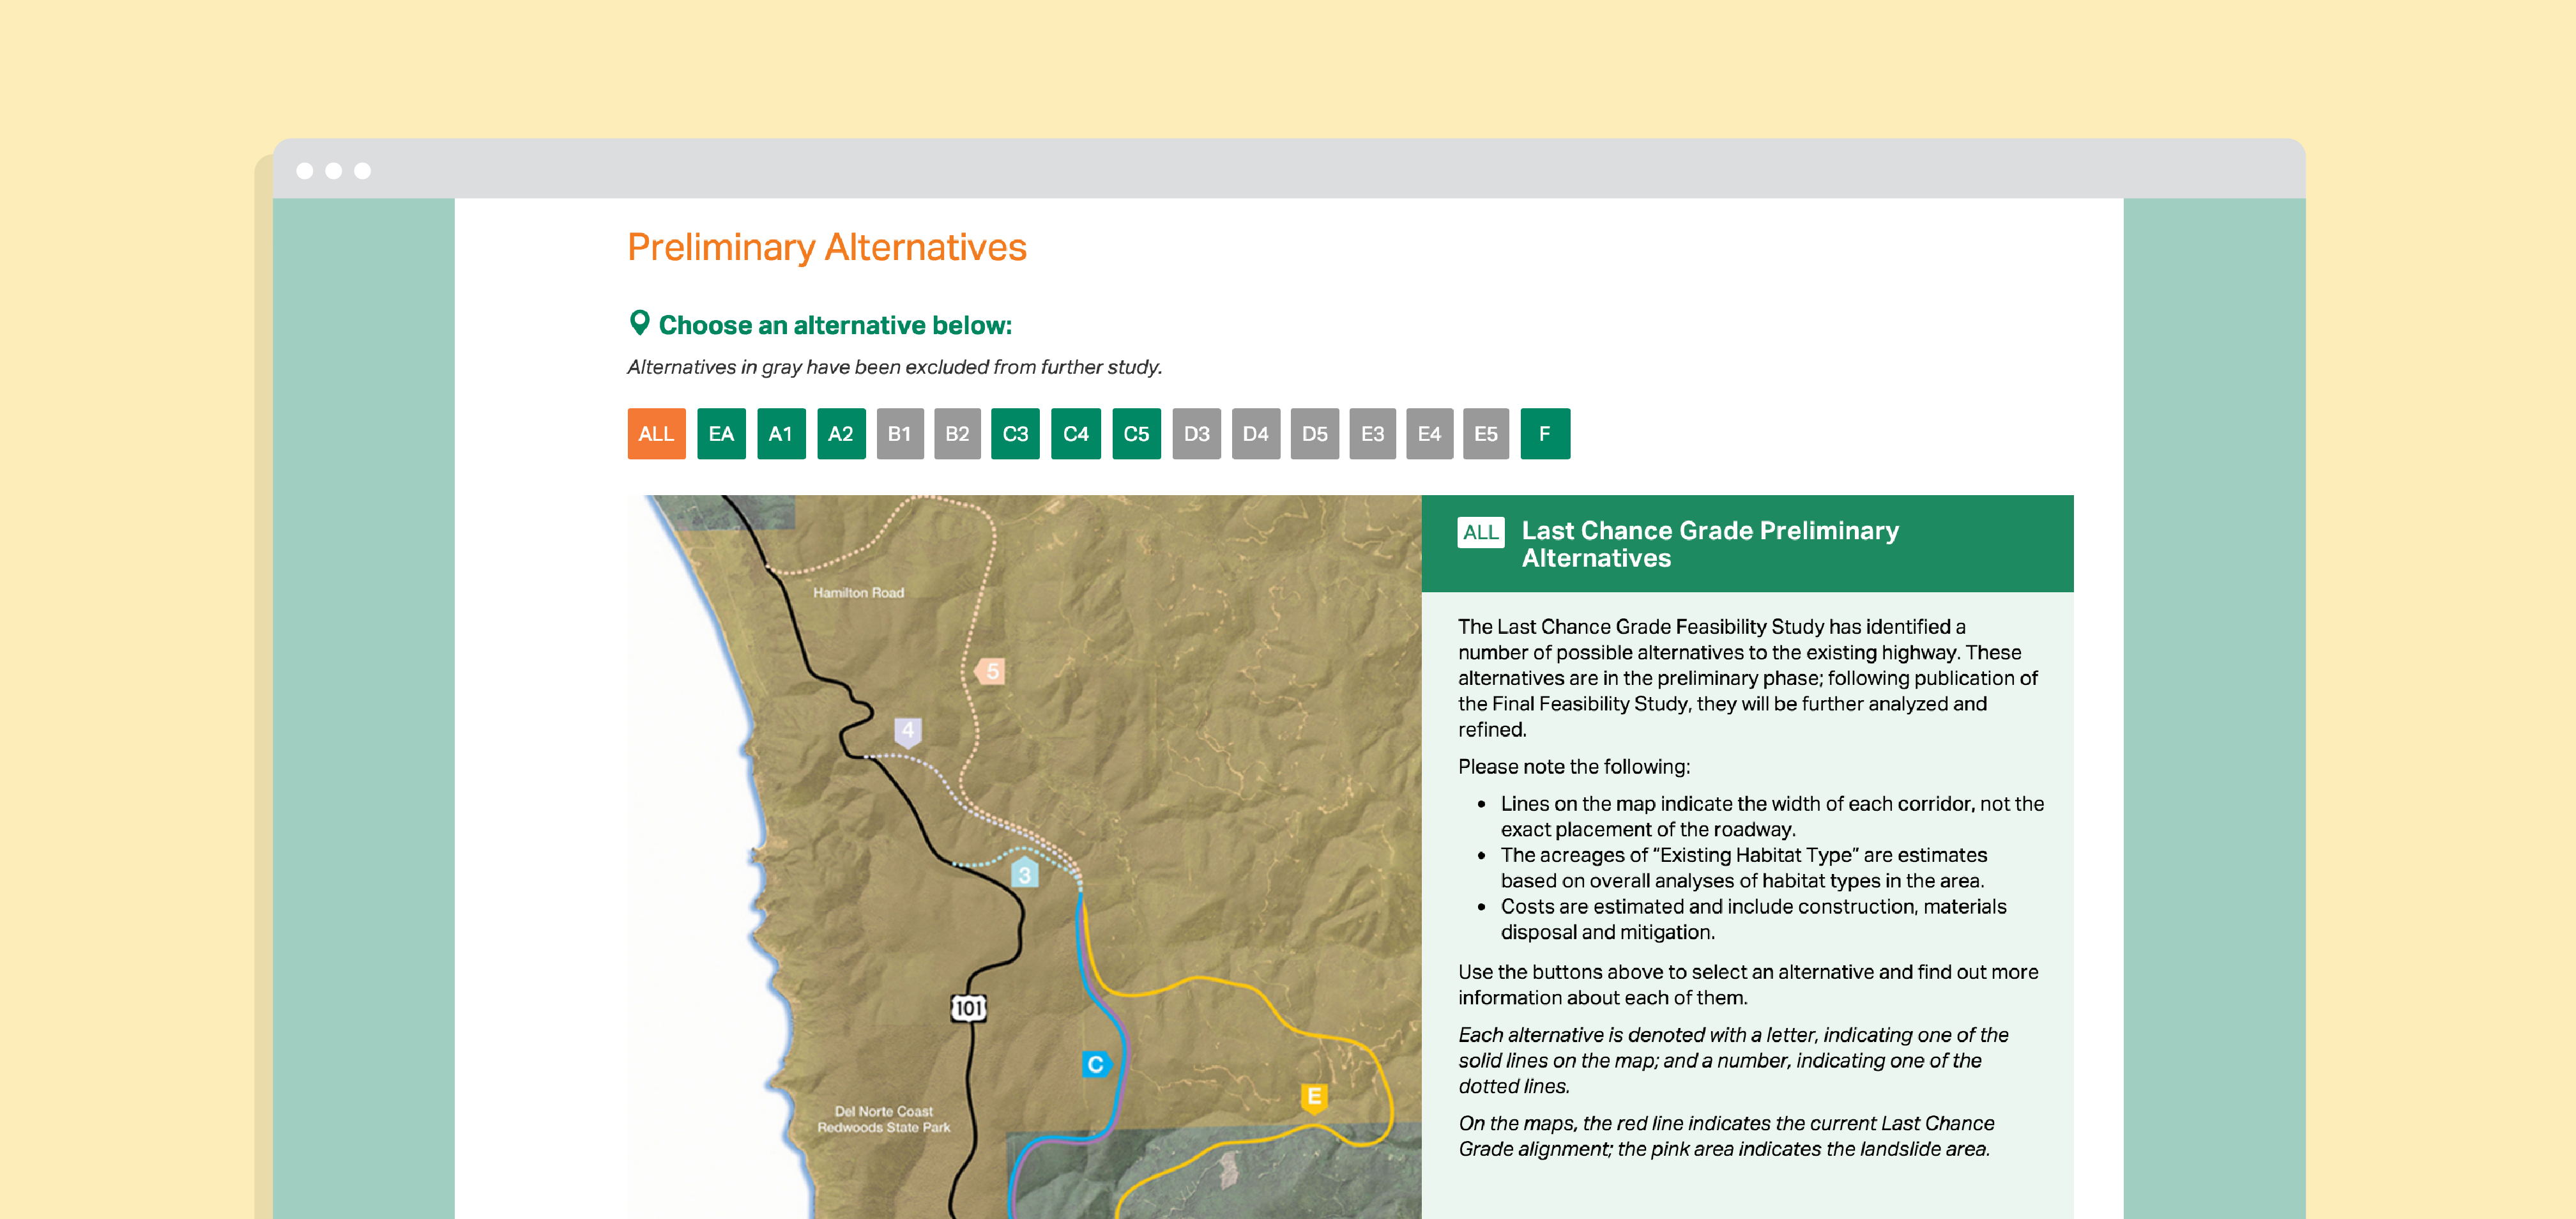 Preliminary Alternatives
Choose an alternative below:
Alternatives in gray have been excluded from further study.
ALL EA A1 A2 B1 B2 C3 C4 C5 D3 D4 D5 E3 E4 E5 F
Hamilton Road
5
4
3
101
C
E
Del Norte Coast
Redwoods State Park
ALL Last Chance Grade Preliminary
Alternatives
The Last Chance Grade Feasibility Study has identified a
number of possible alternatives to the existing highway. These
alternatives are in the preliminary phase; following publication of
the Final Feasibility Study, they will be further analyzed and
refined.
Please note the following:
• Lines on the map indicate the width of each corridor, not the
exact placement of the roadway.
• The acreages of “Existing Habitat Type” are estimates
based on overall analyses of habitat types in the area.
• Costs are estimated and include construction, materials
disposal and mitigation.
Use the buttons above to select an alternative and find out more
information about each of them.
Each alternative is denoted with a letter, indicating one of the
solid lines on the map; and a number, indicating one of the
dotted lines.
On the maps, the red line indicates the current Last Chance
Grade alignment; the pink area indicates the landslide area.